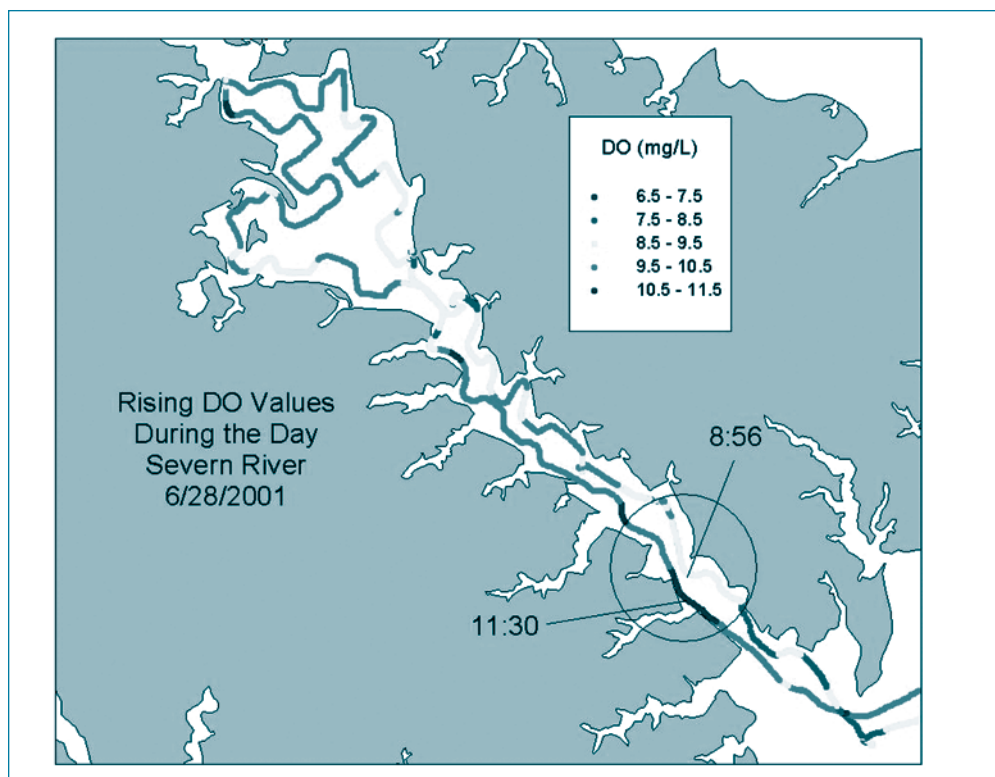 DO (mg/L)
6.5 - 7.5
7.5 - 8.5
8.5 - 9.5
9.5 - 10.5
10.5 - 11.5
Rising DO Values
During the Day
Severn River
6/28/2001
8:56
11:30